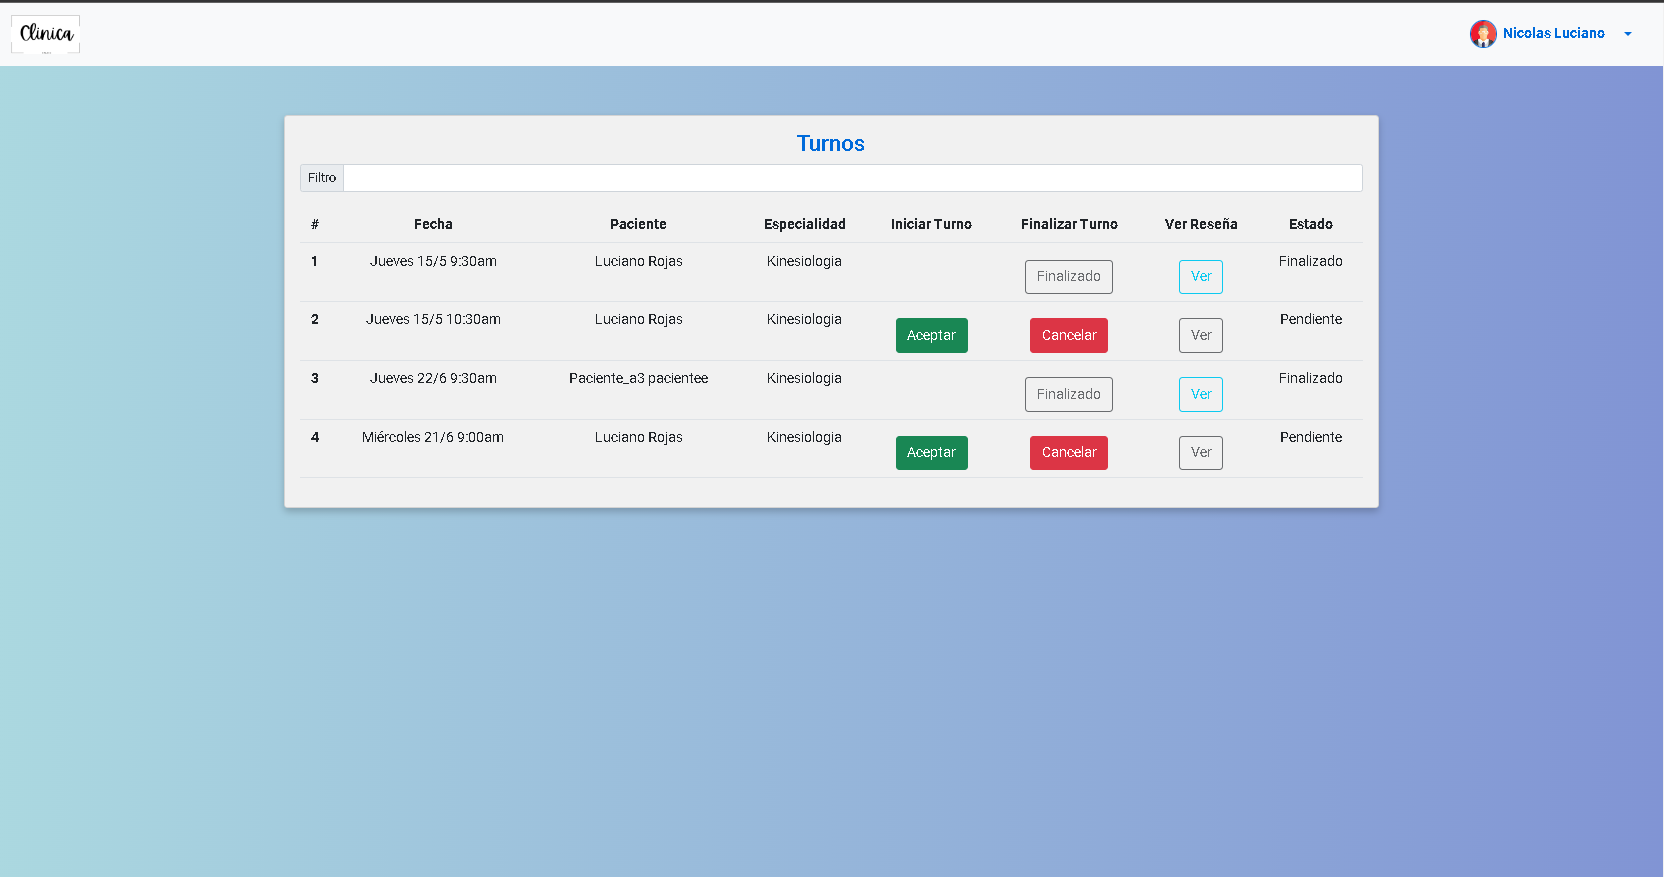 Clinica
Nicolas Luciano
Turnos
Filtro
# Fecha Paciente Especialidad Iniciar Turno Finalizar Turno Ver Reseña Estado
1 Jueves 15/5 9:30am Luciano Rojas Kinesiologia Finalizado Ver Finalizado
2 Jueves 15/5 10:30am Luciano Rojas Kinesiologia Aceptar Cancelar Ver Pendiente
3 Jueves 22/6 9:30am Paciente_a3 pacientee Kinesiologia Finalizado Ver Finalizado
4 Miércoles 21/6 9:00am Luciano Rojas Kinesiologia Aceptar Cancelar Ver Pendiente